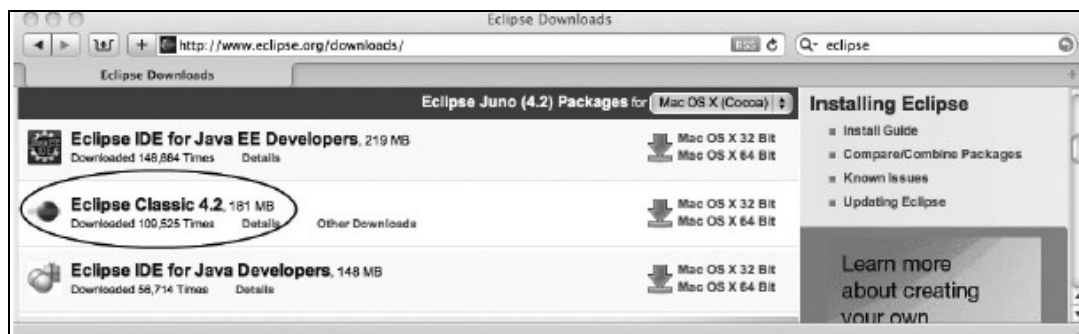 Eclipse Downloads
http://www.eclipse.org/downloads/
RSS
eclipse
Eclipse Downloads
Eclipse Juno (4.2) Packages for Mac OS X (Cocoa)
Eclipse IDE for Java EE Developers, 219 MB
Downloaded 148,884 Times Details
Mac OS X 32 Bit
Mac OS X 64 Bit
Eclipse Classic 4.2, 181 MB
Downloaded 109,525 Times Details Other Downloads
Mac OS X 32 Bit
Mac OS X 64 Bit
Eclipse IDE for Java Developers, 148 MB
Downloaded 56,714 Times Details
Mac OS X 32 Bit
Mac OS X 64 Bit
Installing Eclipse
Install Guide
Compare/Combine Packages
Known Issues
Updating Eclipse
Learn more
about creating
your own